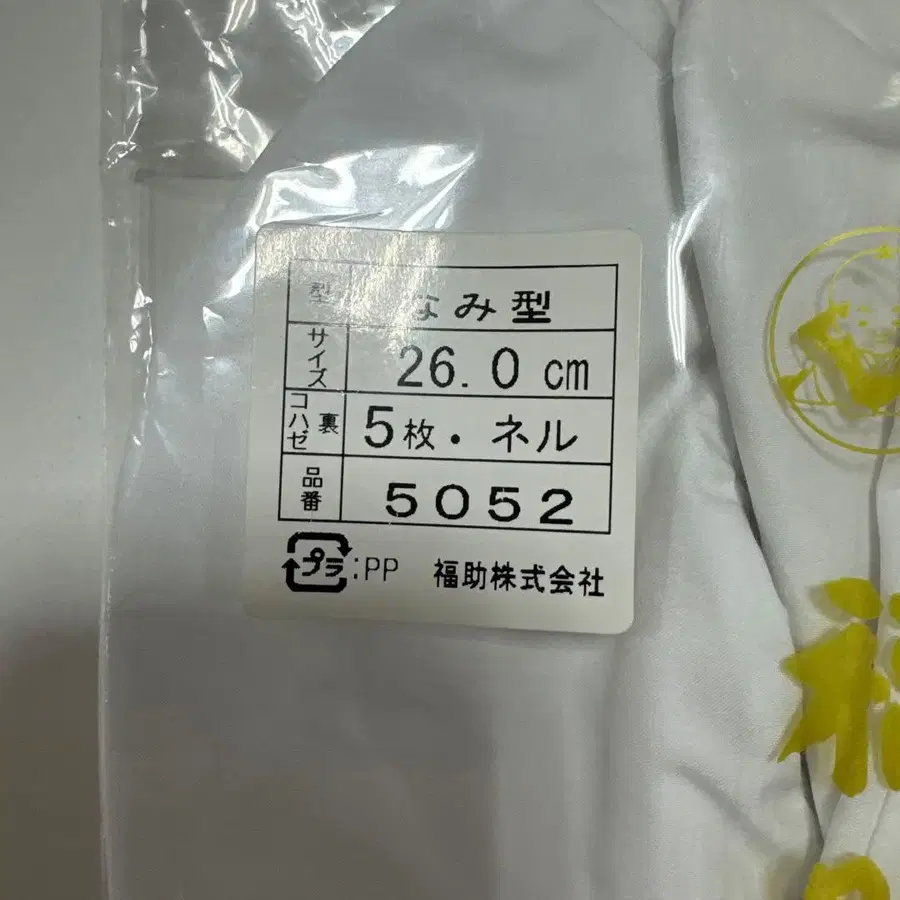 型 なみ型
サイズ 26.0 cm
コハゼ 裏 5枚・ネル
品番 5052
プラ :PP 福助株式会社